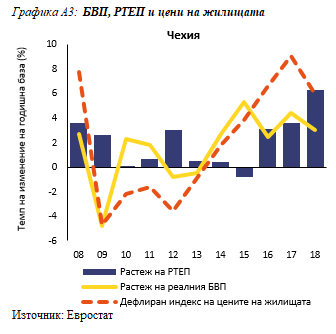 Графика А3: БВП, РТЕП и цени на жилищата
Чехия
Темп на изменение на годишна база (%)
10
8
6
4
2
0
-2
-4
-6
08 09 10 11 12 13 14 15 16 17 18
Растеж на РТЕП
Растеж на реалния БВП
Дефлиран индекс на цените на жилищата
Източник: Евростат